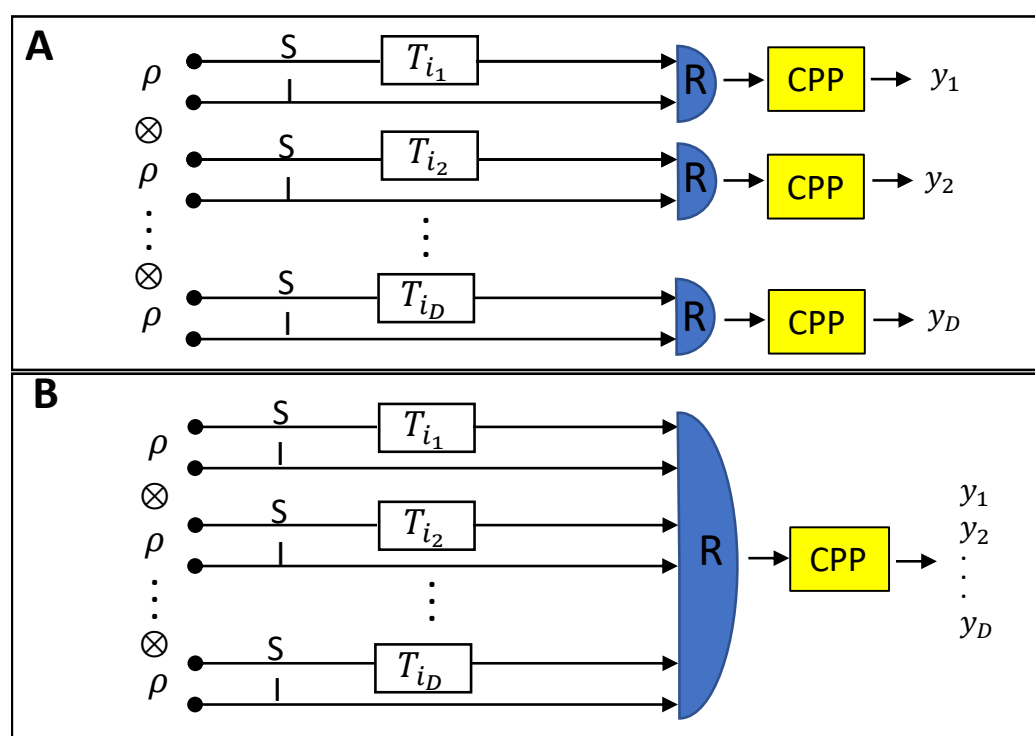 A
S
T_{i_1}
ρ
I
R
CPP
y_1
⊗
S
T_{i_2}
ρ
I
R
CPP
y_2
⋮
⋮
⊗
S
T_{i_D}
ρ
I
R
CPP
y_D
B
S
T_{i_1}
ρ
I
y_1
⊗
S
T_{i_2}
y_2
ρ
I
R
CPP
⋮
⋮
⋮
⊗
S
T_{i_D}
y_D
ρ
I